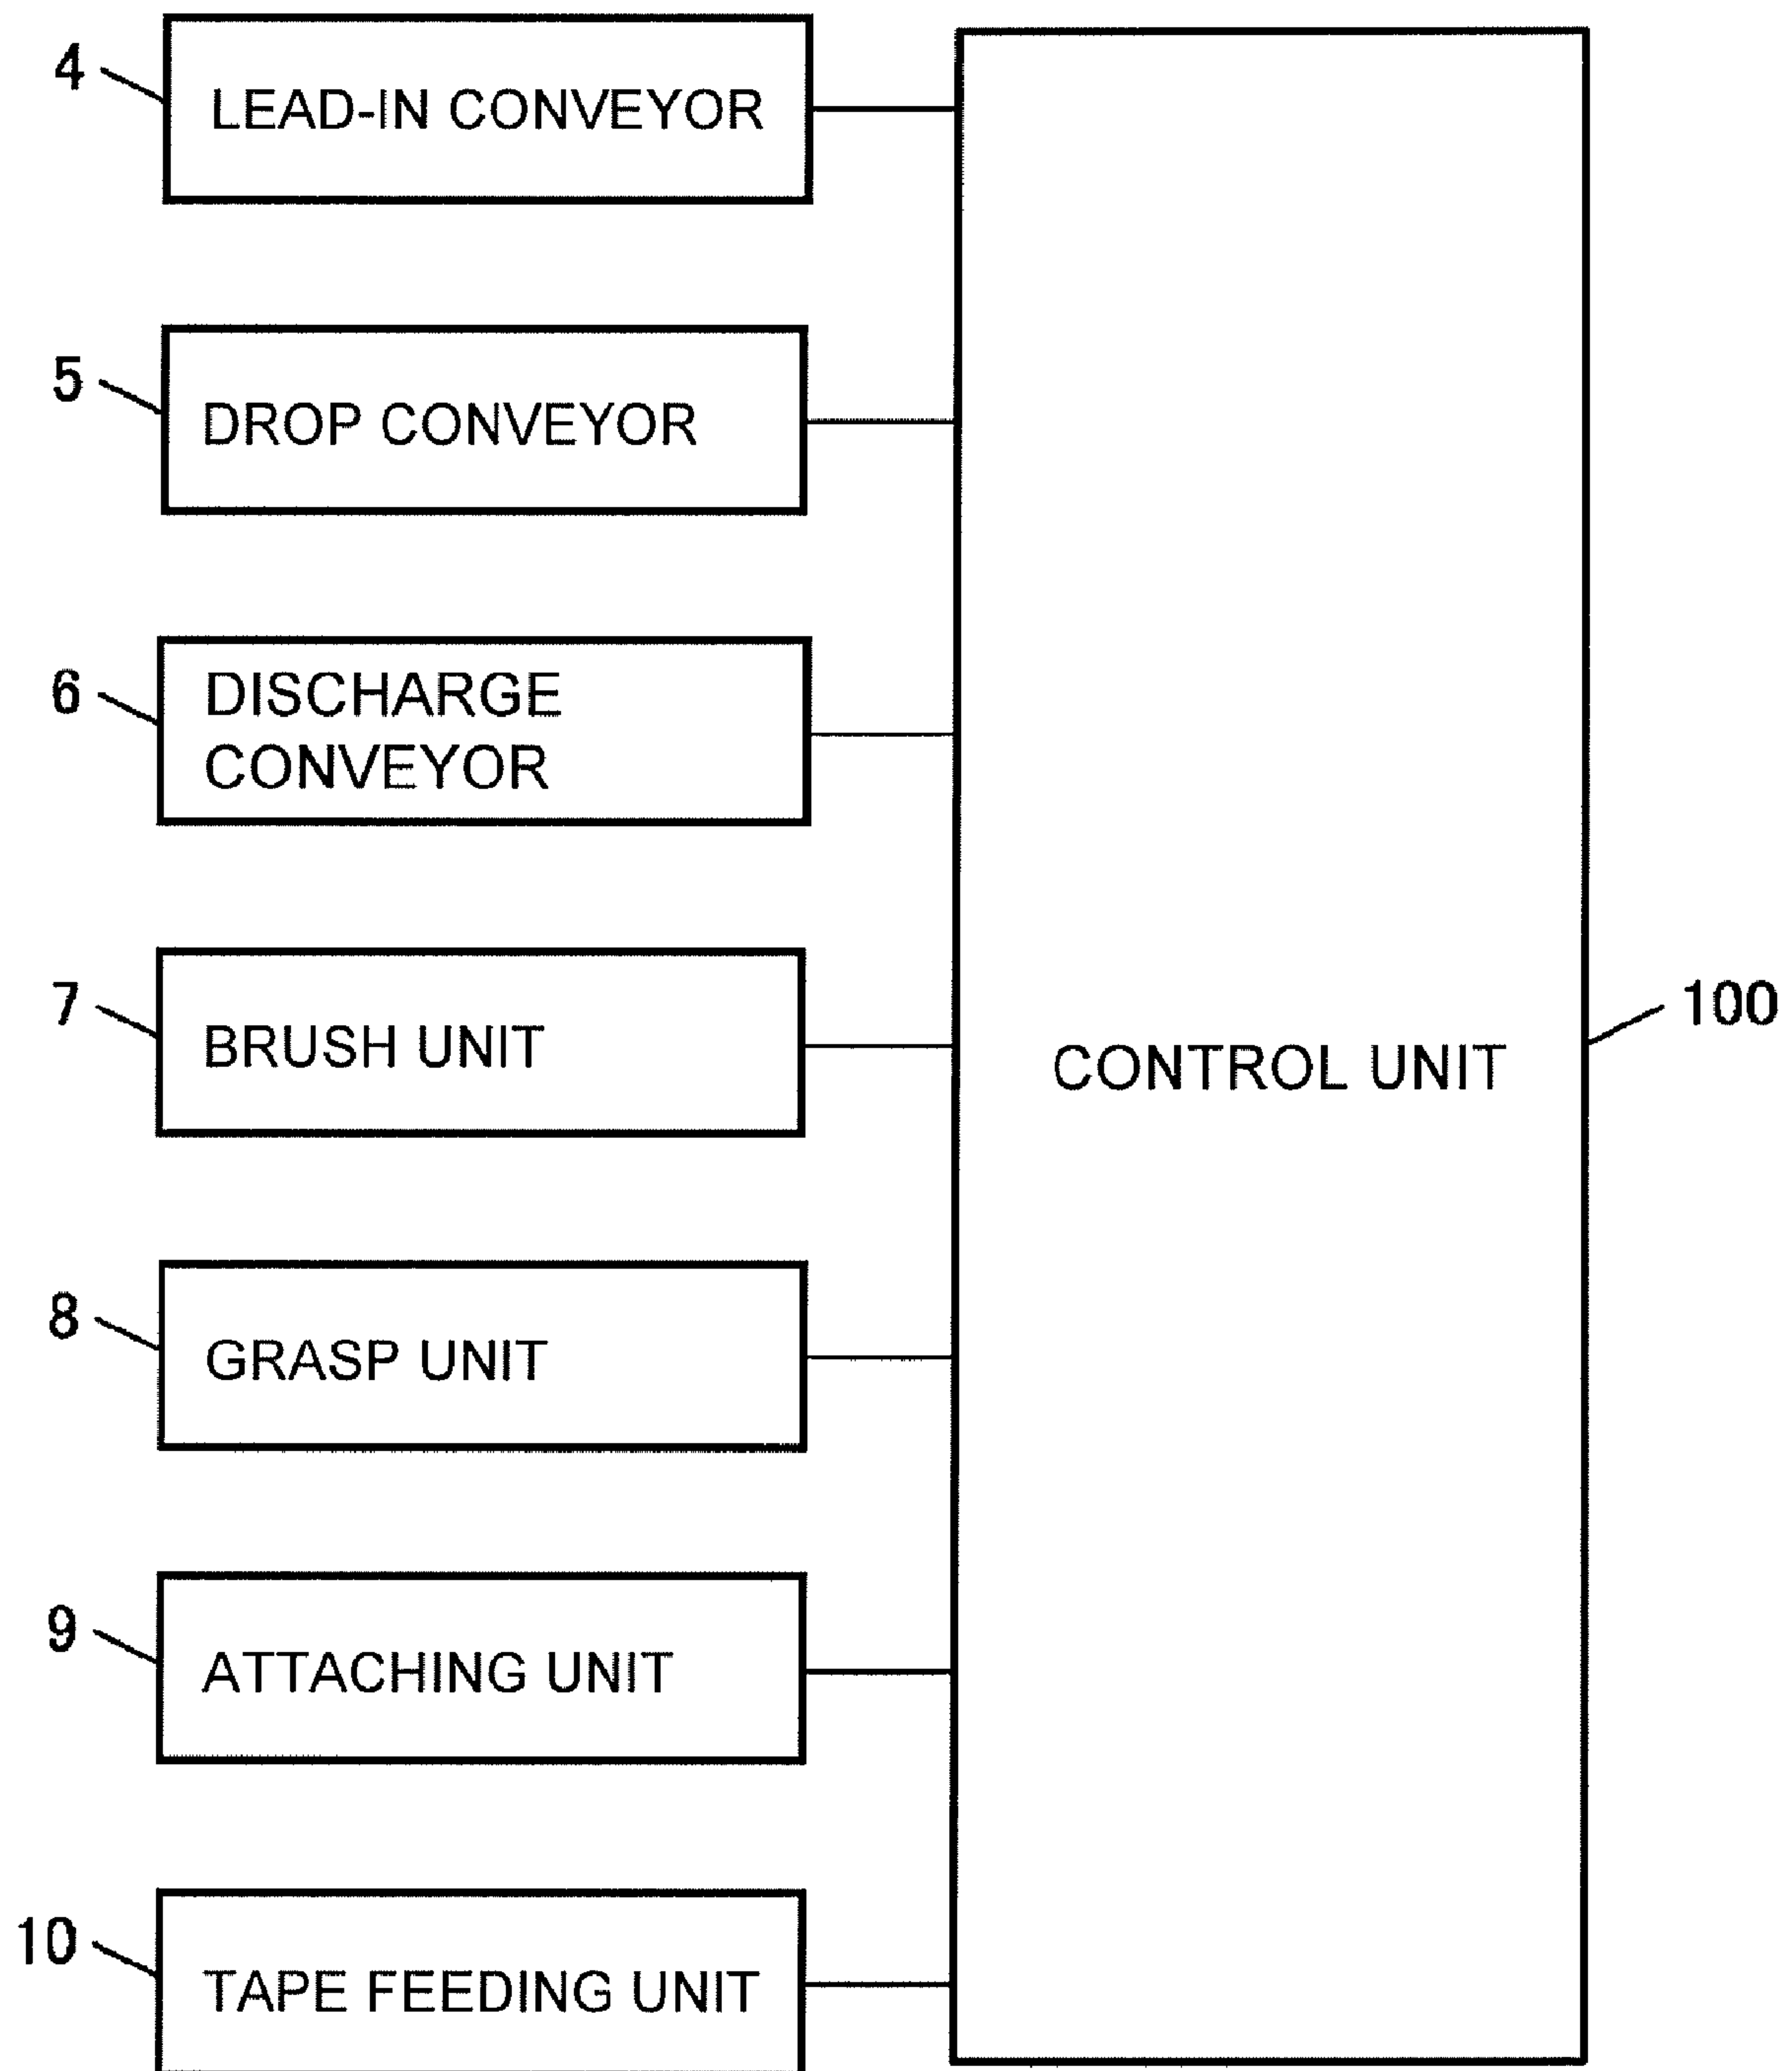 4
LEAD-IN CONVEYOR
5
DROP CONVEYOR
6
DISCHARGE
CONVEYOR
7
BRUSH UNIT
CONTROL UNIT
100
8
GRASP UNIT
9
ATTACHING UNIT
10
TAPE FEEDING UNIT